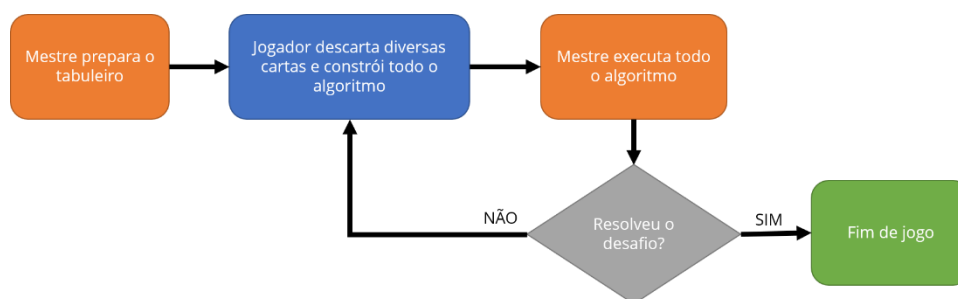 Mestre prepara o
tabuleiro
Jogador descarta diversas
cartas e constrói todo o
algoritmo
Mestre executa todo
o algoritmo
NÃO
Resolveu o
desafio?
SIM
Fim de jogo